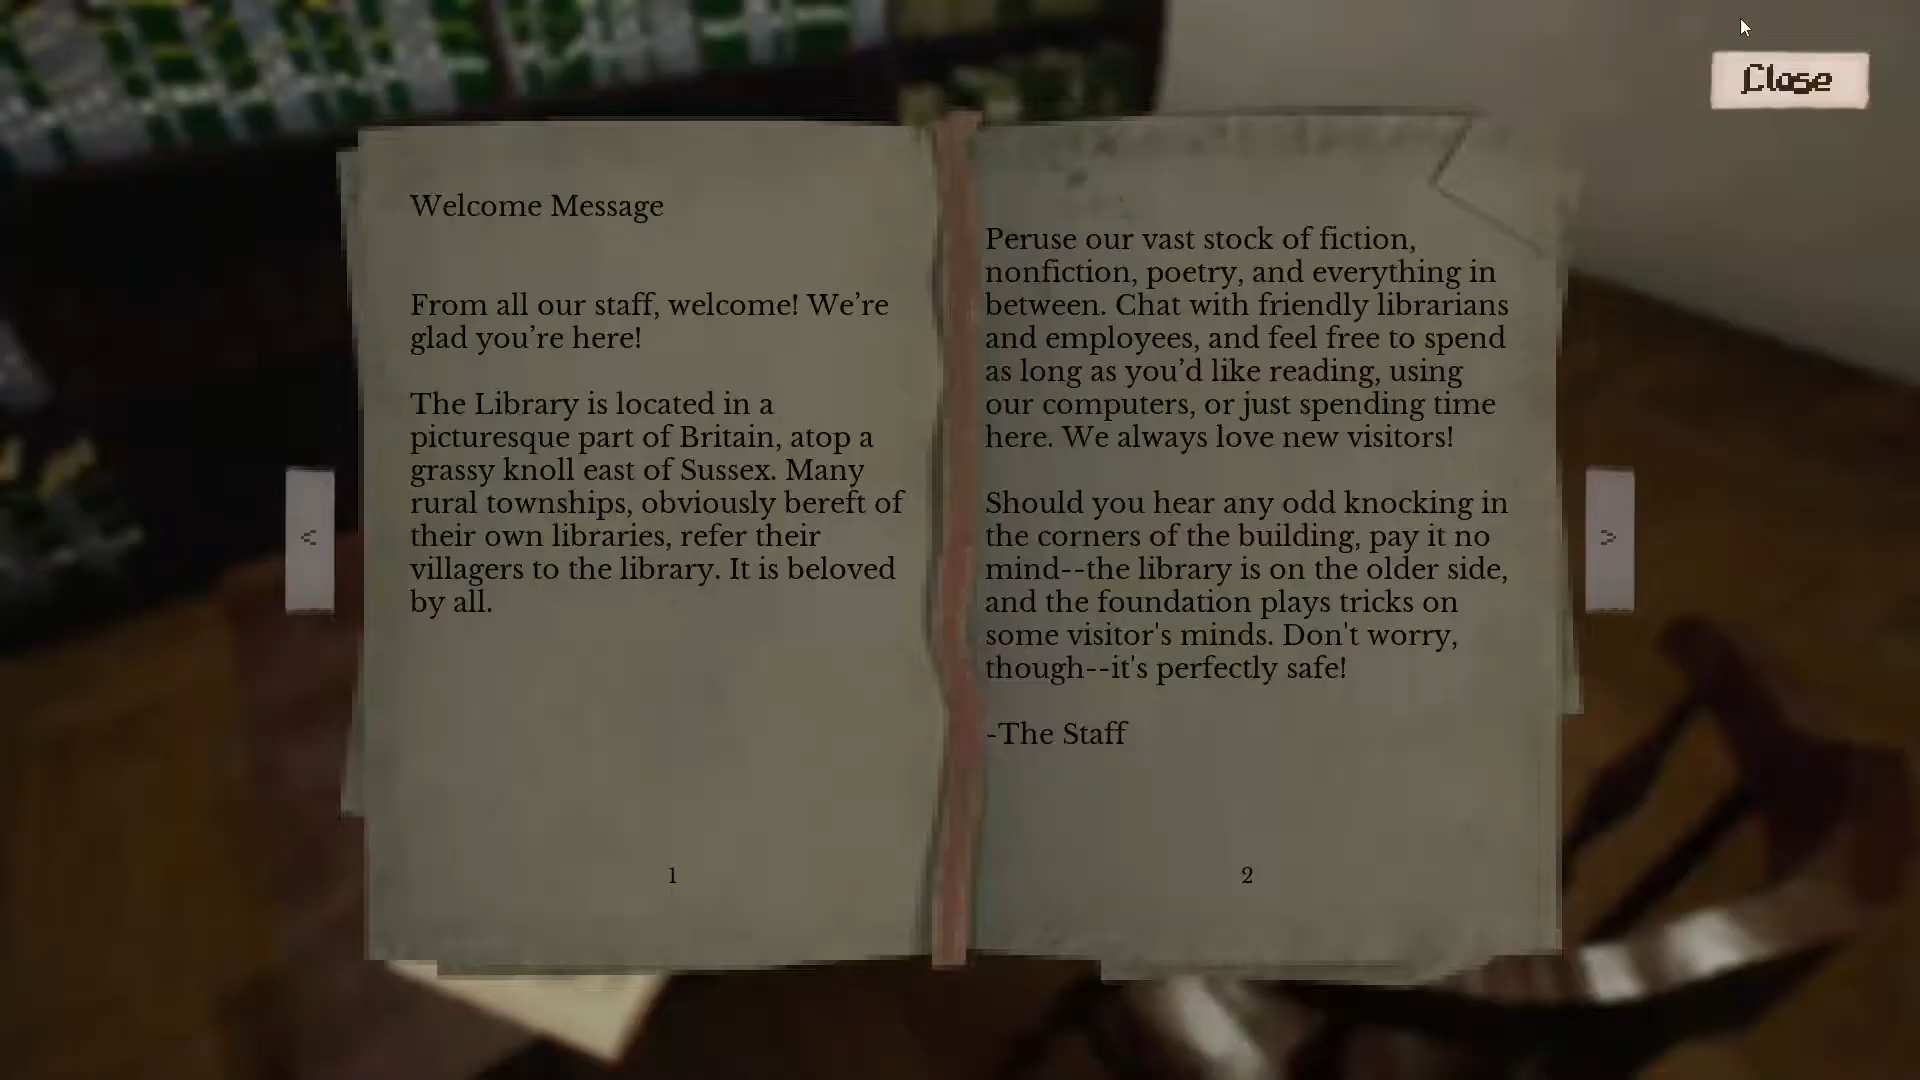 Close
Welcome Message
From all our staff, welcome! We’re
glad you’re here!
The Library is located in a
picturesque part of Britain, atop a
grassy knoll east of Sussex. Many
rural townships, obviously bereft of
their own libraries, refer their
villagers to the library. It is beloved
by all.
1
Peruse our vast stock of fiction,
nonfiction, poetry, and everything in
between. Chat with friendly librarians
and employees, and feel free to spend
as long as you’d like reading, using
our computers, or just spending time
here. We always love new visitors!
Should you hear any odd knocking in
the corners of the building, pay it no
mind--the library is on the older side,
and the foundation plays tricks on
some visitor's minds. Don't worry,
though--it's perfectly safe!
-The Staff
2
<
>